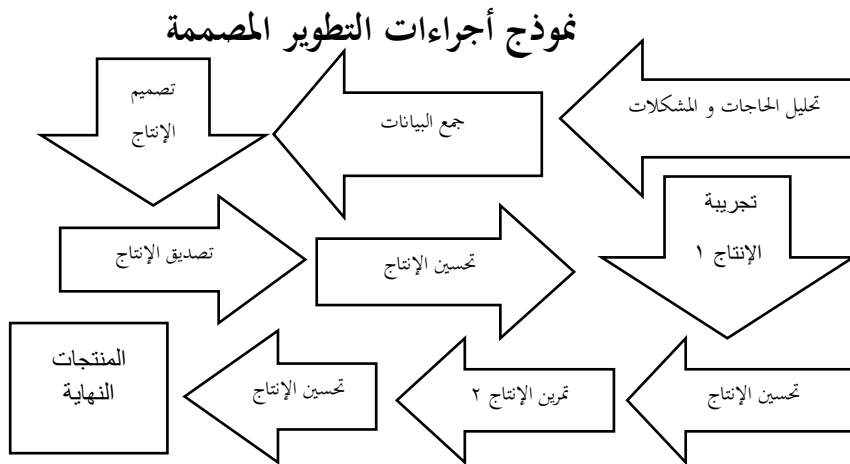 نموذج أجراءات التطوير المصممة
تحليل الحاجات و المشكلات
جمع البيانات
تصميم
الإنتاج
تصديق الإنتاج
تحسين الإنتاج
تجريبة
الإنتاج ١
تحسين الإنتاج
تمرين الإنتاج ٢
تحسين الإنتاج
المنتجات
النهاية